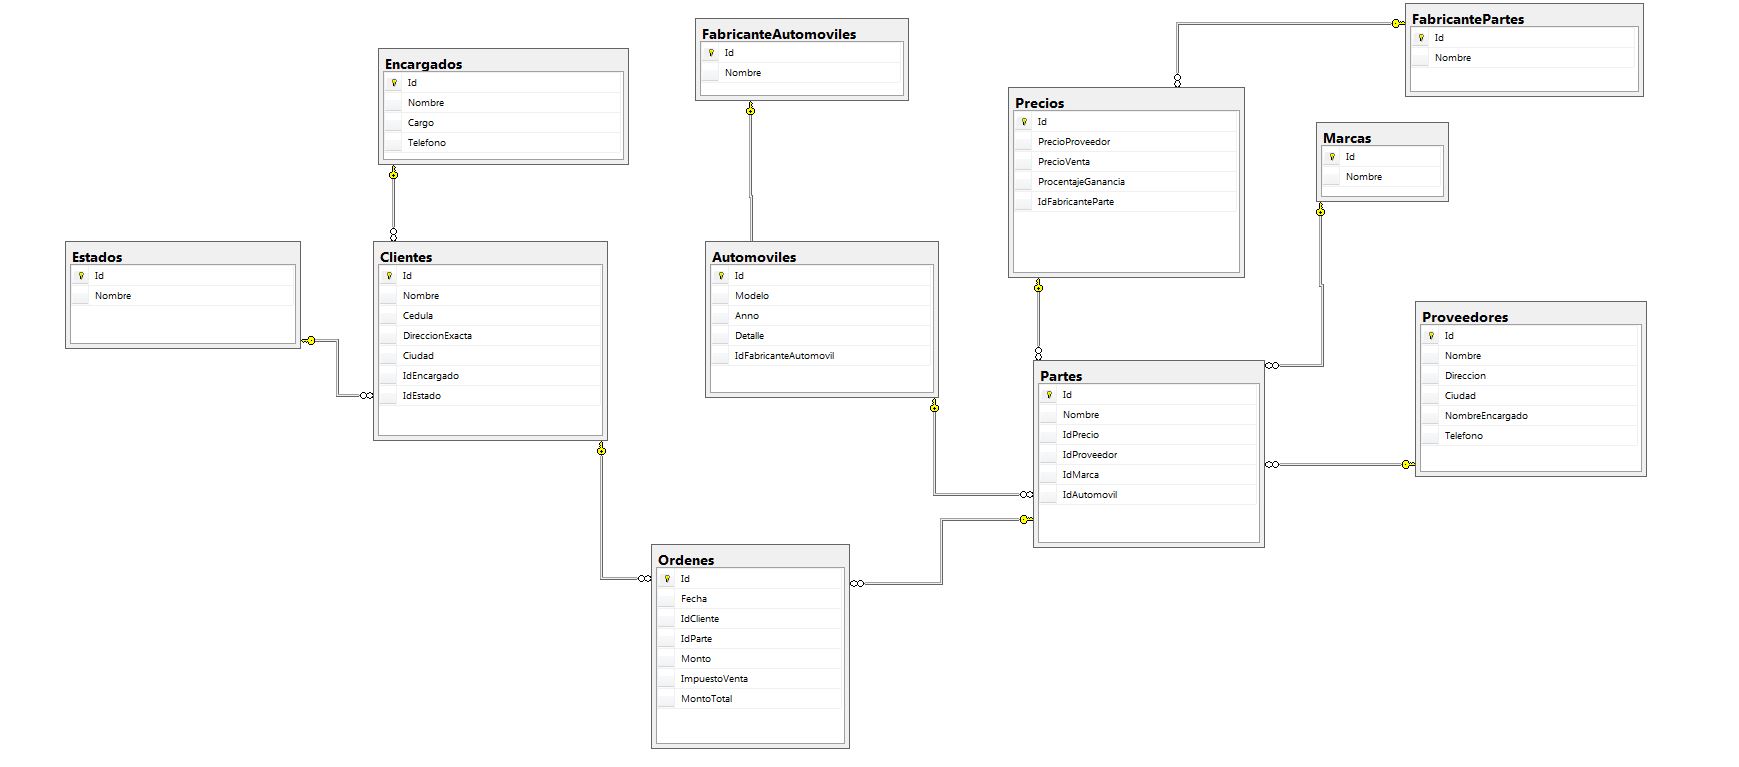 FabricantePartes
Id
Nombre
FabricanteAutomoviles
Id
Nombre
Encargados
Id
Nombre
Cargo
Telefono
Precios
Id
PrecioProveedor
PrecioVenta
ProcentajeGanancia
IdFabricanteParte
Marcas
Id
Nombre
Estados
Id
Nombre
Clientes
Id
Nombre
Cedula
DireccionExacta
Ciudad
IdEncargado
IdEstado
Automoviles
Id
Modelo
Anno
Detalle
IdFabricanteAutomovil
Proveedores
Id
Nombre
Direccion
Ciudad
NombreEncargado
Telefono
Partes
Id
Nombre
IdPrecio
IdProveedor
IdMarca
IdAutomovil
Ordenes
Id
Fecha
IdCliente
IdParte
Monto
ImpuestoVenta
MontoTotal